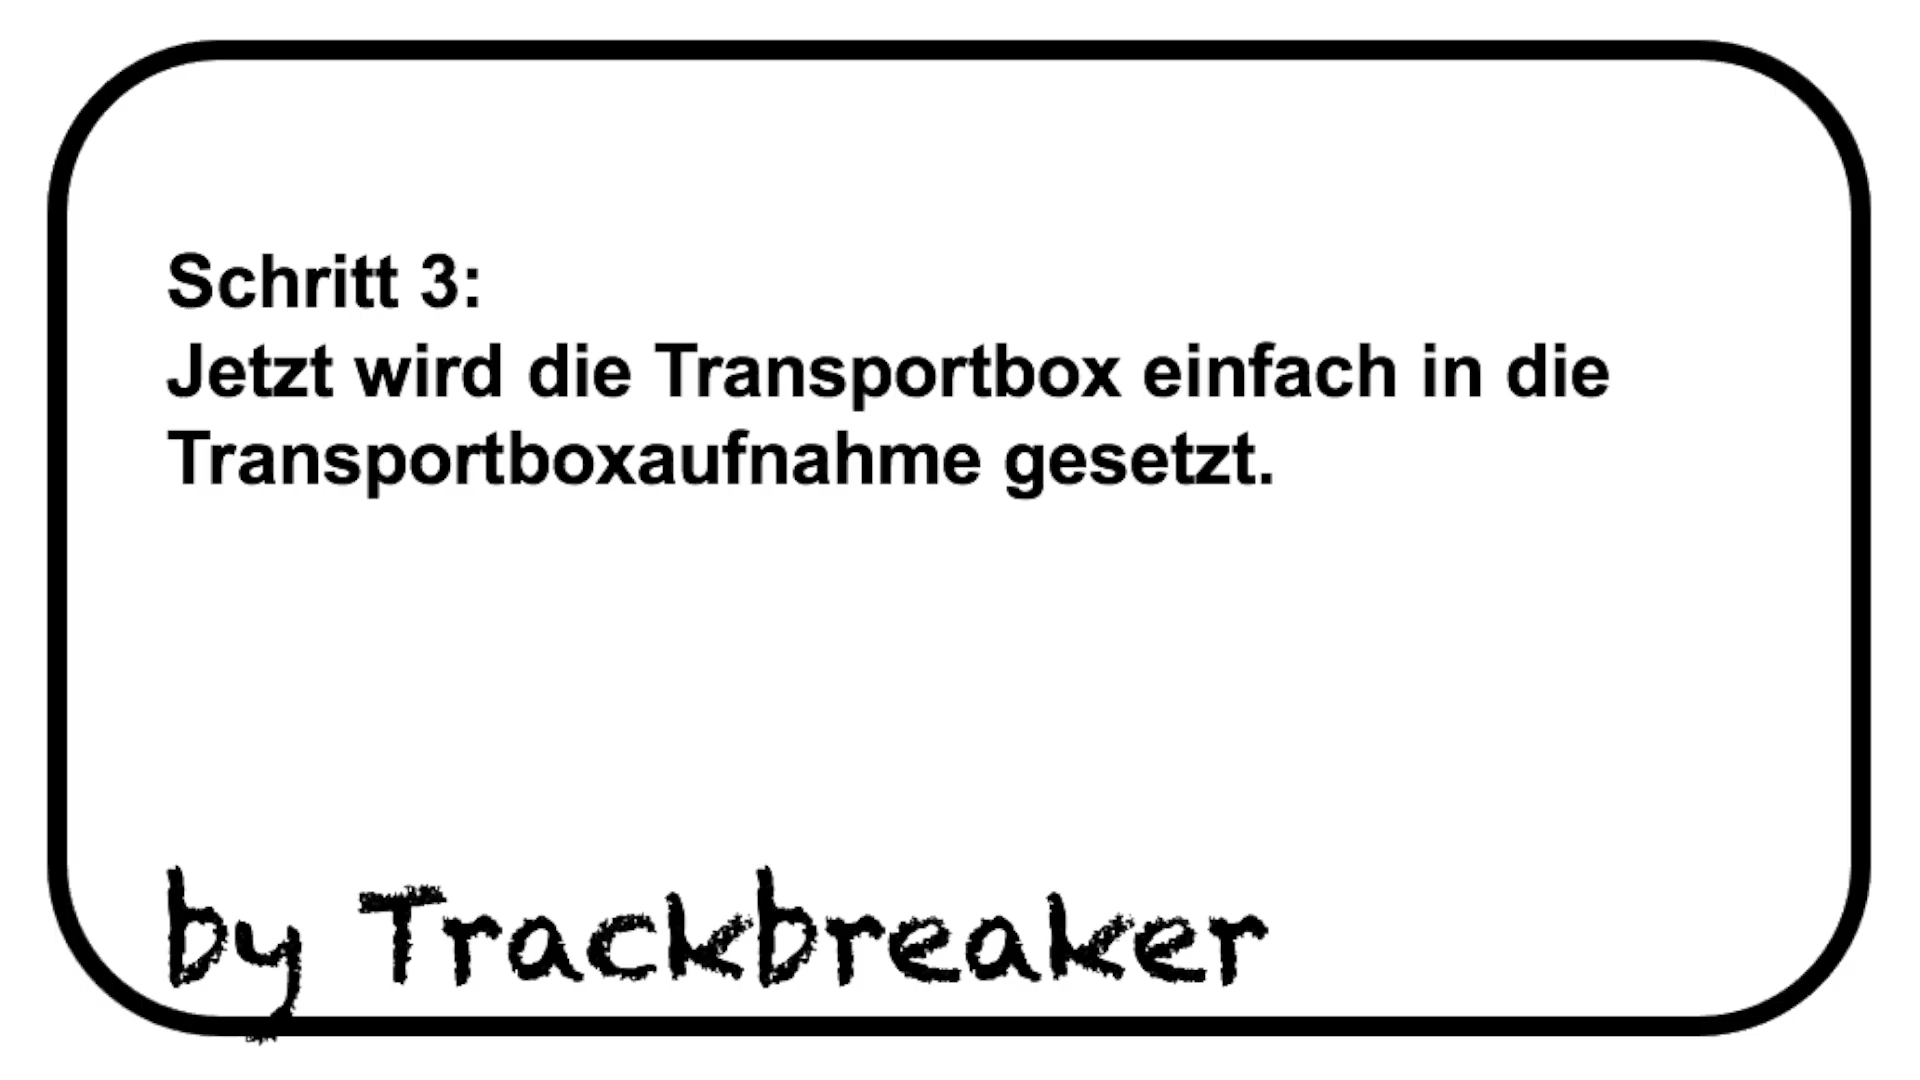 Schritt 3:
Jetzt wird die Transportbox einfach in die
Transportboxaufnahme gesetzt.
by Trackbreaker